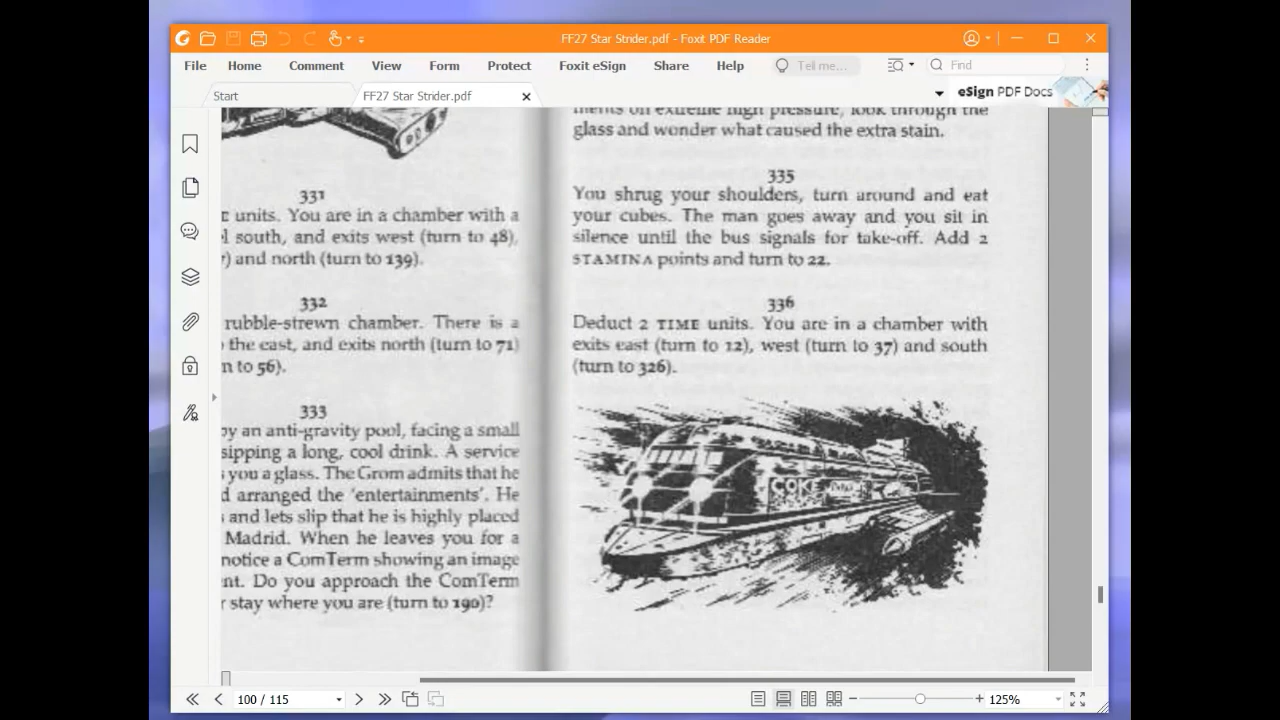 FF27 Star Strider.pdf - Foxit PDF Reader
File Home Comment View Form Protect Foxit eSign Share Help Tell me... Find
Start FF27 Star Strider.pdf eSign PDF Docs
331
units. You are in a chamber with a
south, and exits west (turn to 48),
) and north (turn to 139).
332
rubble-strewn chamber. There is a
the east, and exits north (turn to 71)
to 56).
333
by an anti-gravity pool, facing a small
sipping a long, cool drink. A service
you a glass. The Grom admits that he
arranged the 'entertainments'. He
and lets slip that he is highly placed
Madrid. When he leaves you for a
notice a ComTerm showing an image
Do you approach the ComTerm
stay where you are (turn to 190)?
ments on extreme high pressure, look through the
glass and wonder what caused the extra stain.
335
You shrug your shoulders, turn around and eat
your cubes. The man goes away and you sit in
silence until the bus signals for take-off. Add 2
STAMINA points and turn to 22.
336
Deduct 2 TIME units. You are in a chamber with
exits east (turn to 12), west (turn to 37) and south
(turn to 326).
COKE
100 / 115 125%